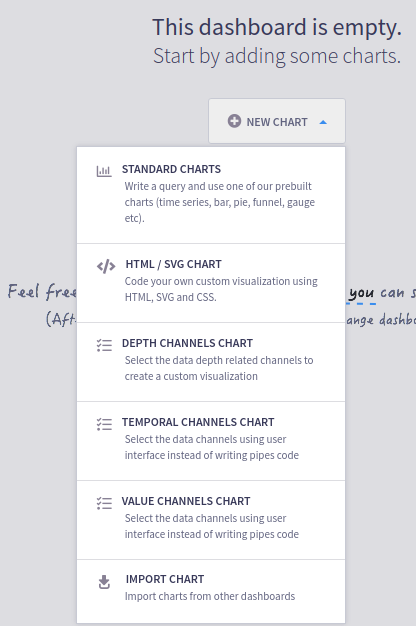 This dashboard is empty.
Start by adding some charts.
NEW CHART
STANDARD CHARTS
Write a query and use one of our prebuilt
charts (time series, bar, pie, funnel, gauge
etc).
HTML / SVG CHART
Code your own custom visualization using
HTML, SVG and CSS.
Feel free
you can s
(Aft
ange dashbo
DEPTH CHANNELS CHART
Select the data depth related channels to
create a custom visualization
TEMPORAL CHANNELS CHART
Select the data channels using user
interface instead of writing pipes code
VALUE CHANNELS CHART
Select the data channels using user
interface instead of writing pipes code
IMPORT CHART
Import charts from other dashboards